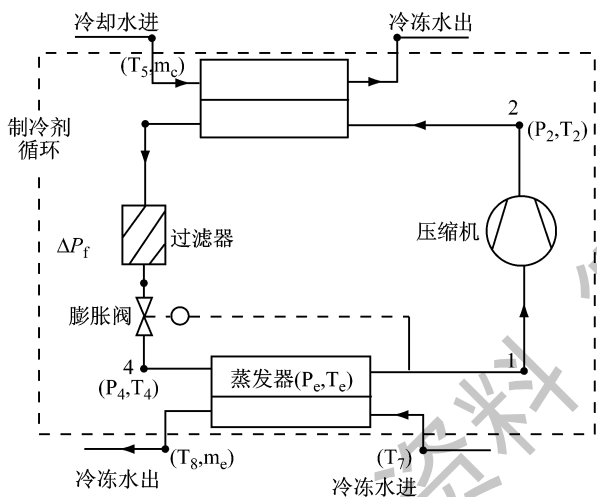 冷却水进
冷冻水出
(T5,mc)
2
(P2,T2)
制冷剂
循环
过滤器
压缩机
ΔPf
膨胀阀
4
(P4,T4)
蒸发器(Pe,Te)
1
(T8,me)
(T7)
冷冻水出
冷冻水进
资料